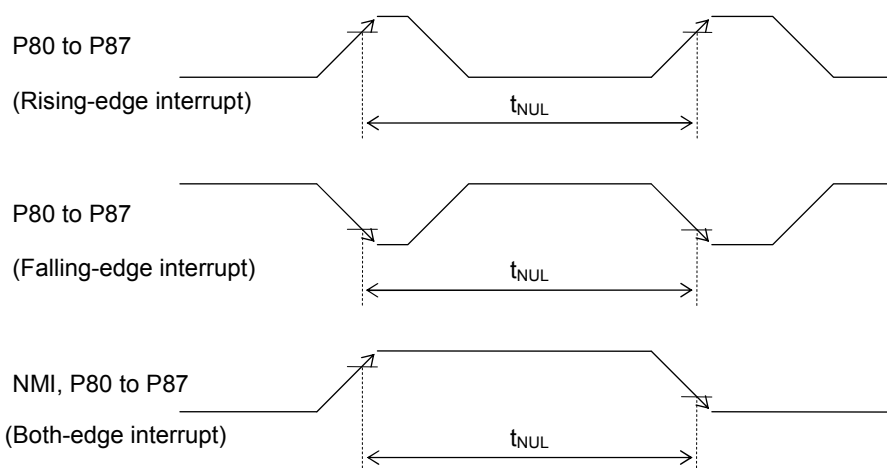 P80 to P87
(Rising-edge interrupt)
tNUL
P80 to P87
(Falling-edge interrupt)
tNUL
NMI, P80 to P87
(Both-edge interrupt)
tNUL